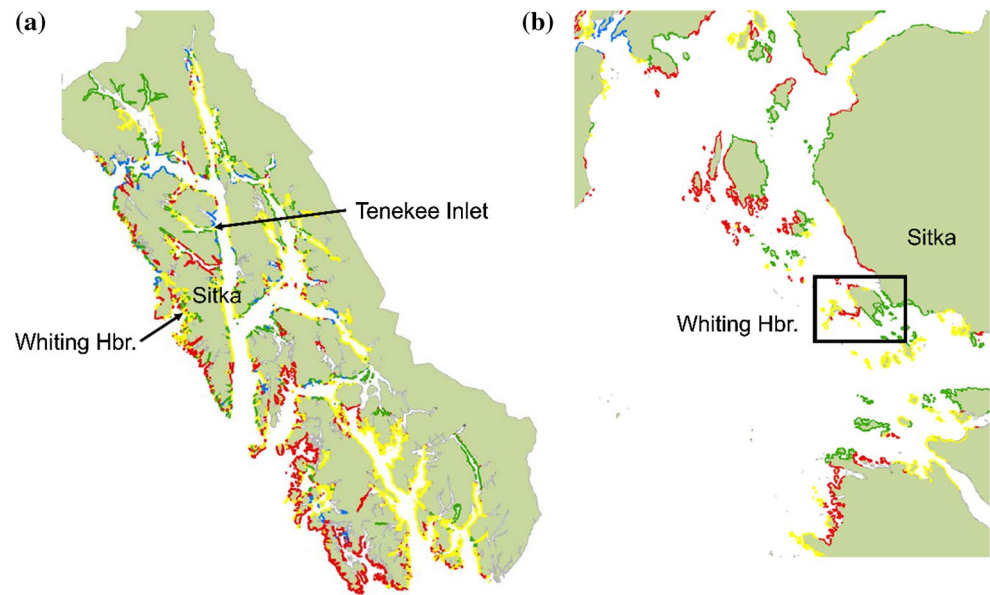 (a)
Tenekee Inlet
Sitka
Whiting Hbr.
(b)
Sitka
Whiting Hbr.